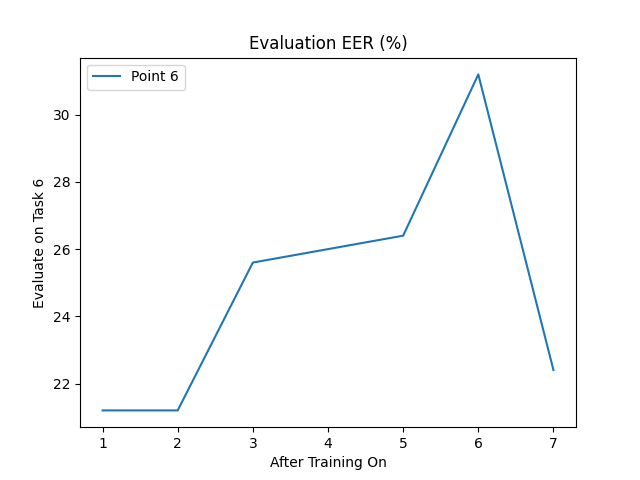 Evaluation EER (%)
Point 6
Evaluate on Task 6
30
28
26
24
22
1 2 3 4 5 6 7
After Training On